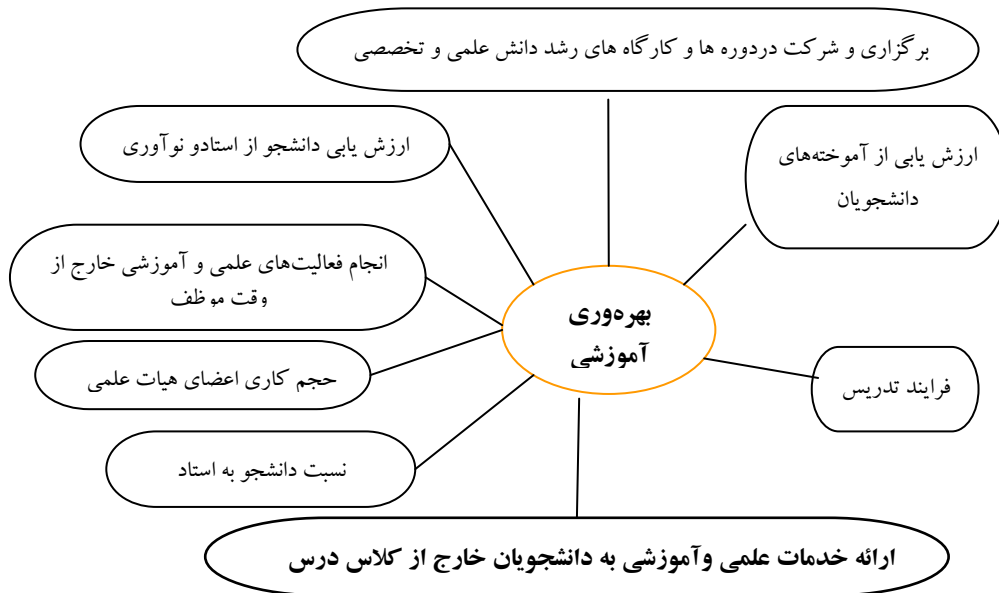 برگزاری و شرکت دردوره ها و کارگاه های رشد دانش علمی و تخصصی
ارزش یابی دانشجو از استادو نوآوری
ارزش یابی از آموخته‌های
دانشجویان
انجام فعالیت‌های علمی و آموزشی خارج از
وقت موظف
بهره‌وری
آموزشی
حجم کاری اعضای هیات علمی
فرایند تدریس
نسبت دانشجو به استاد
ارائه خدمات علمی وآموزشی به دانشجویان خارج از کلاس درس